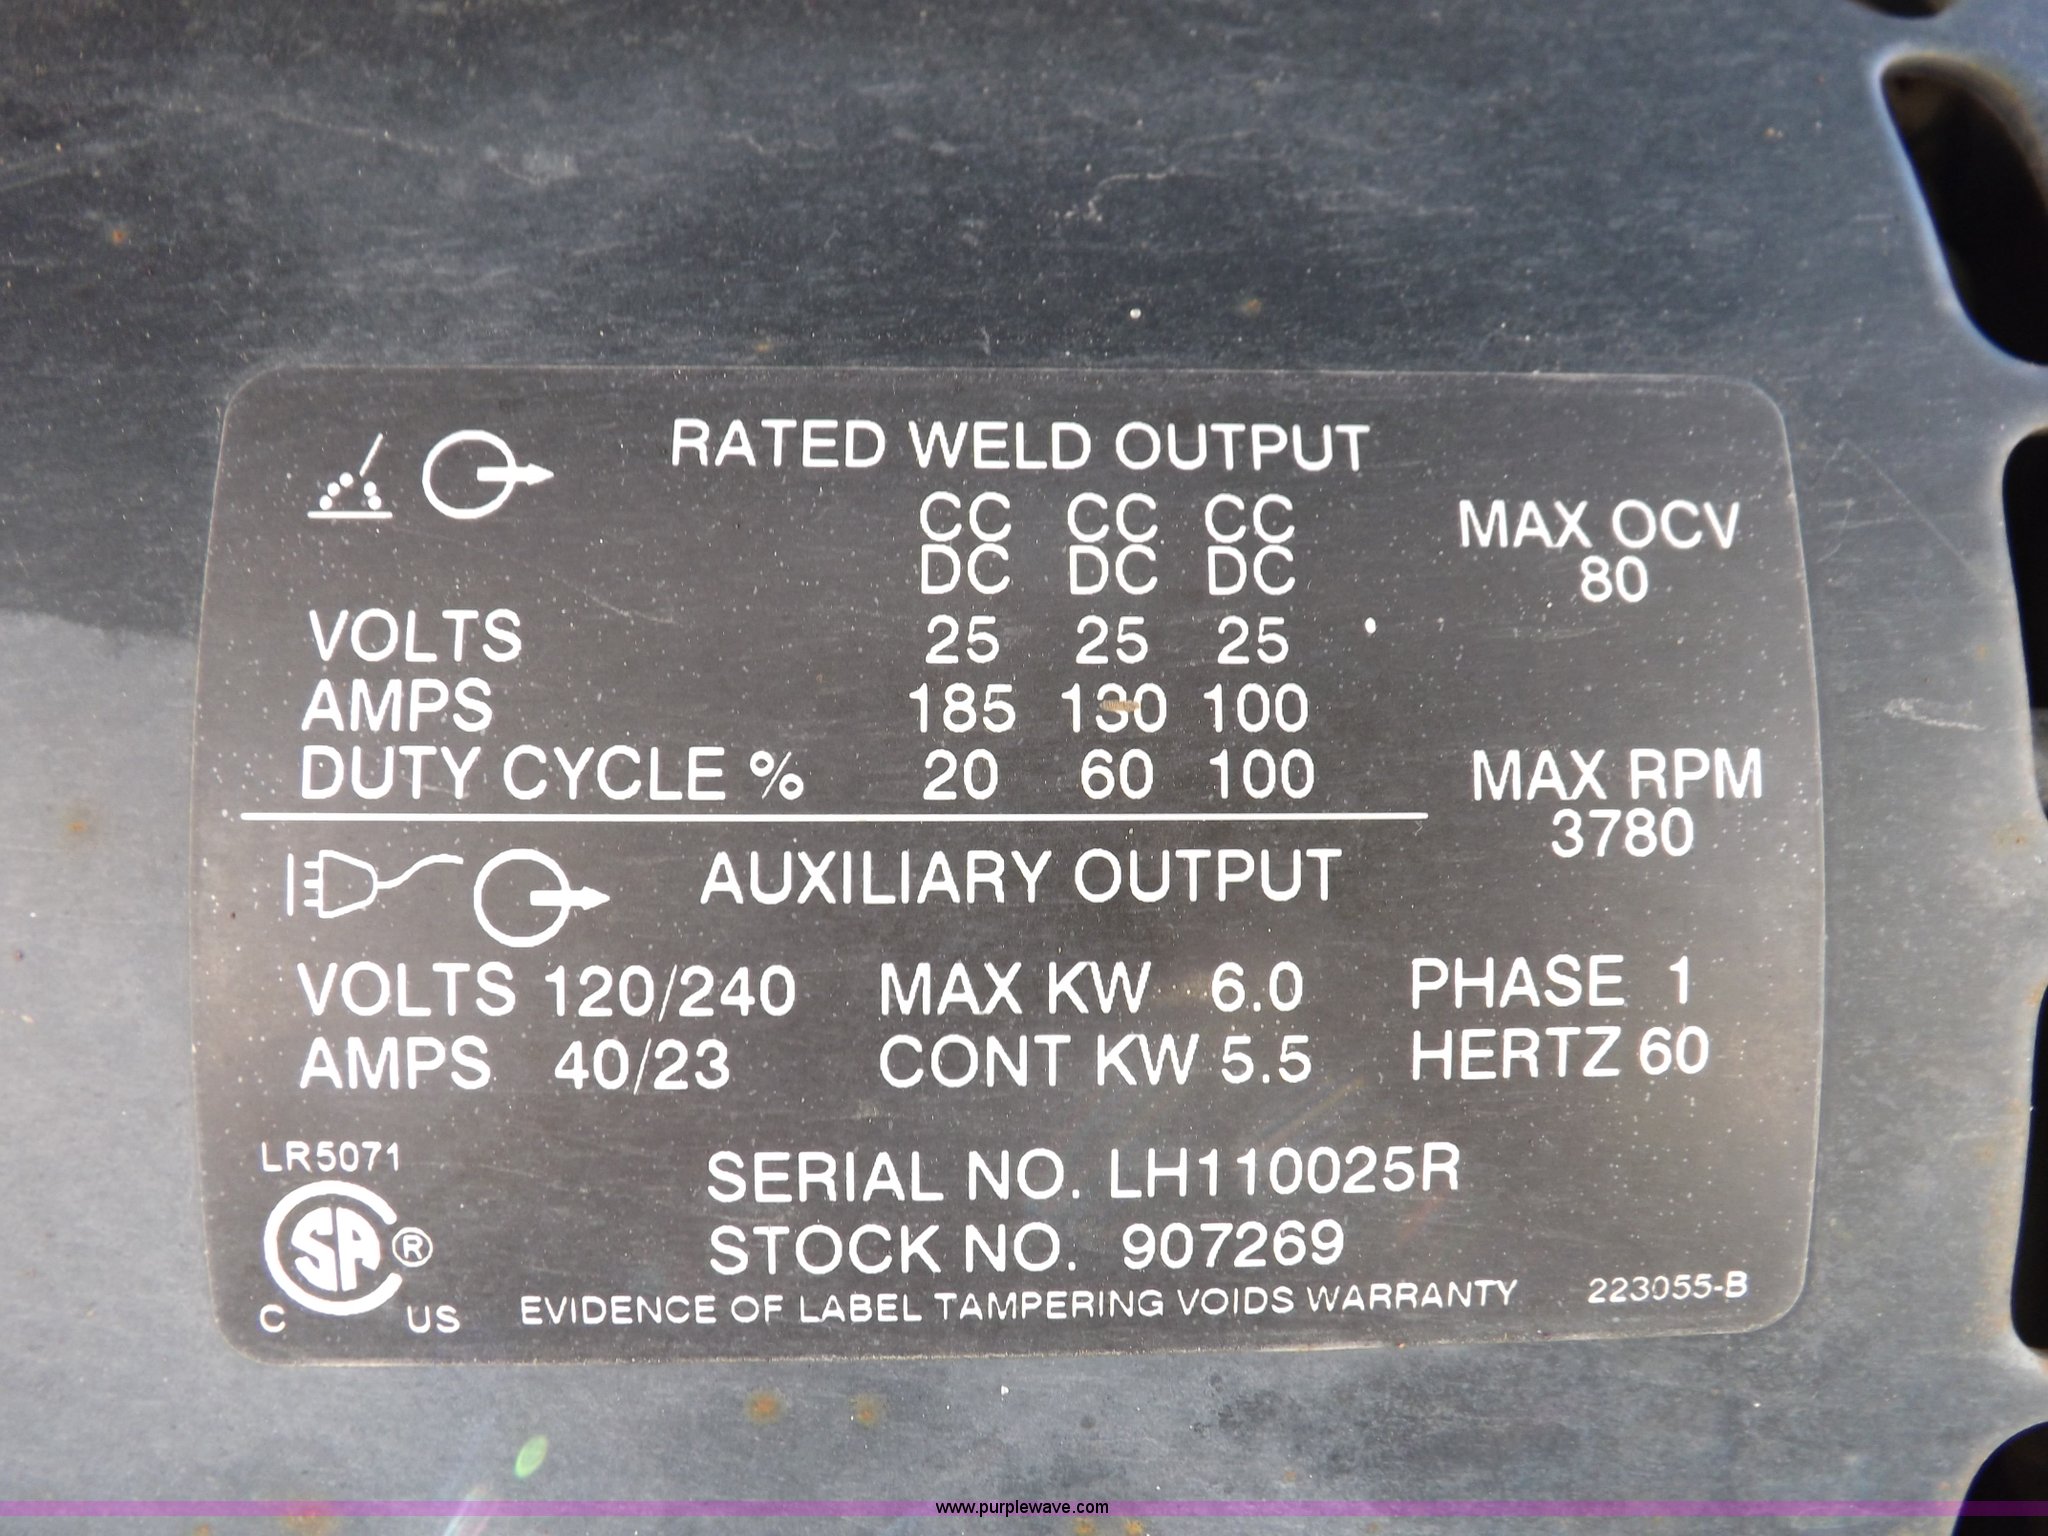 RATED WELD OUTPUT
CC CC CC
DC DC DC
MAX OCV
80
VOLTS 25 25 25
AMPS 185 130 100
DUTY CYCLE % 20 60 100
MAX RPM
3780
AUXILIARY OUTPUT
VOLTS 120/240 MAX KW 6.0 PHASE 1
AMPS 40/23 CONT KW 5.5 HERTZ 60
LR5071
SA ®
C US
SERIAL NO. LH110025R
STOCK NO. 907269
EVIDENCE OF LABEL TAMPERING VOIDS WARRANTY 223055-B
www.purplewave.com